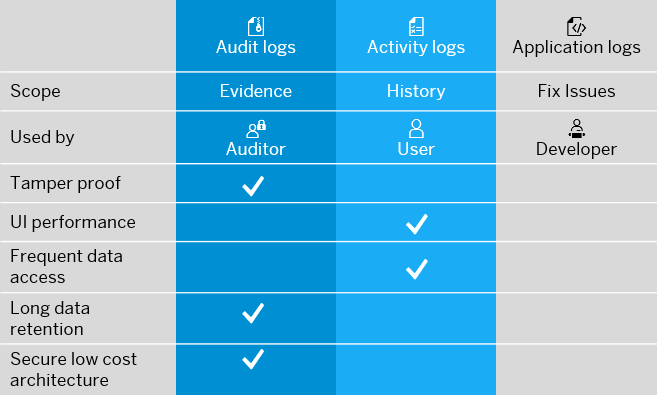 Audit logs Activity logs Application logs
Scope Evidence History Fix Issues
Used by Auditor User Developer
Tamper proof
UI performance
Frequent data
access
Long data
retention
Secure low cost
architecture